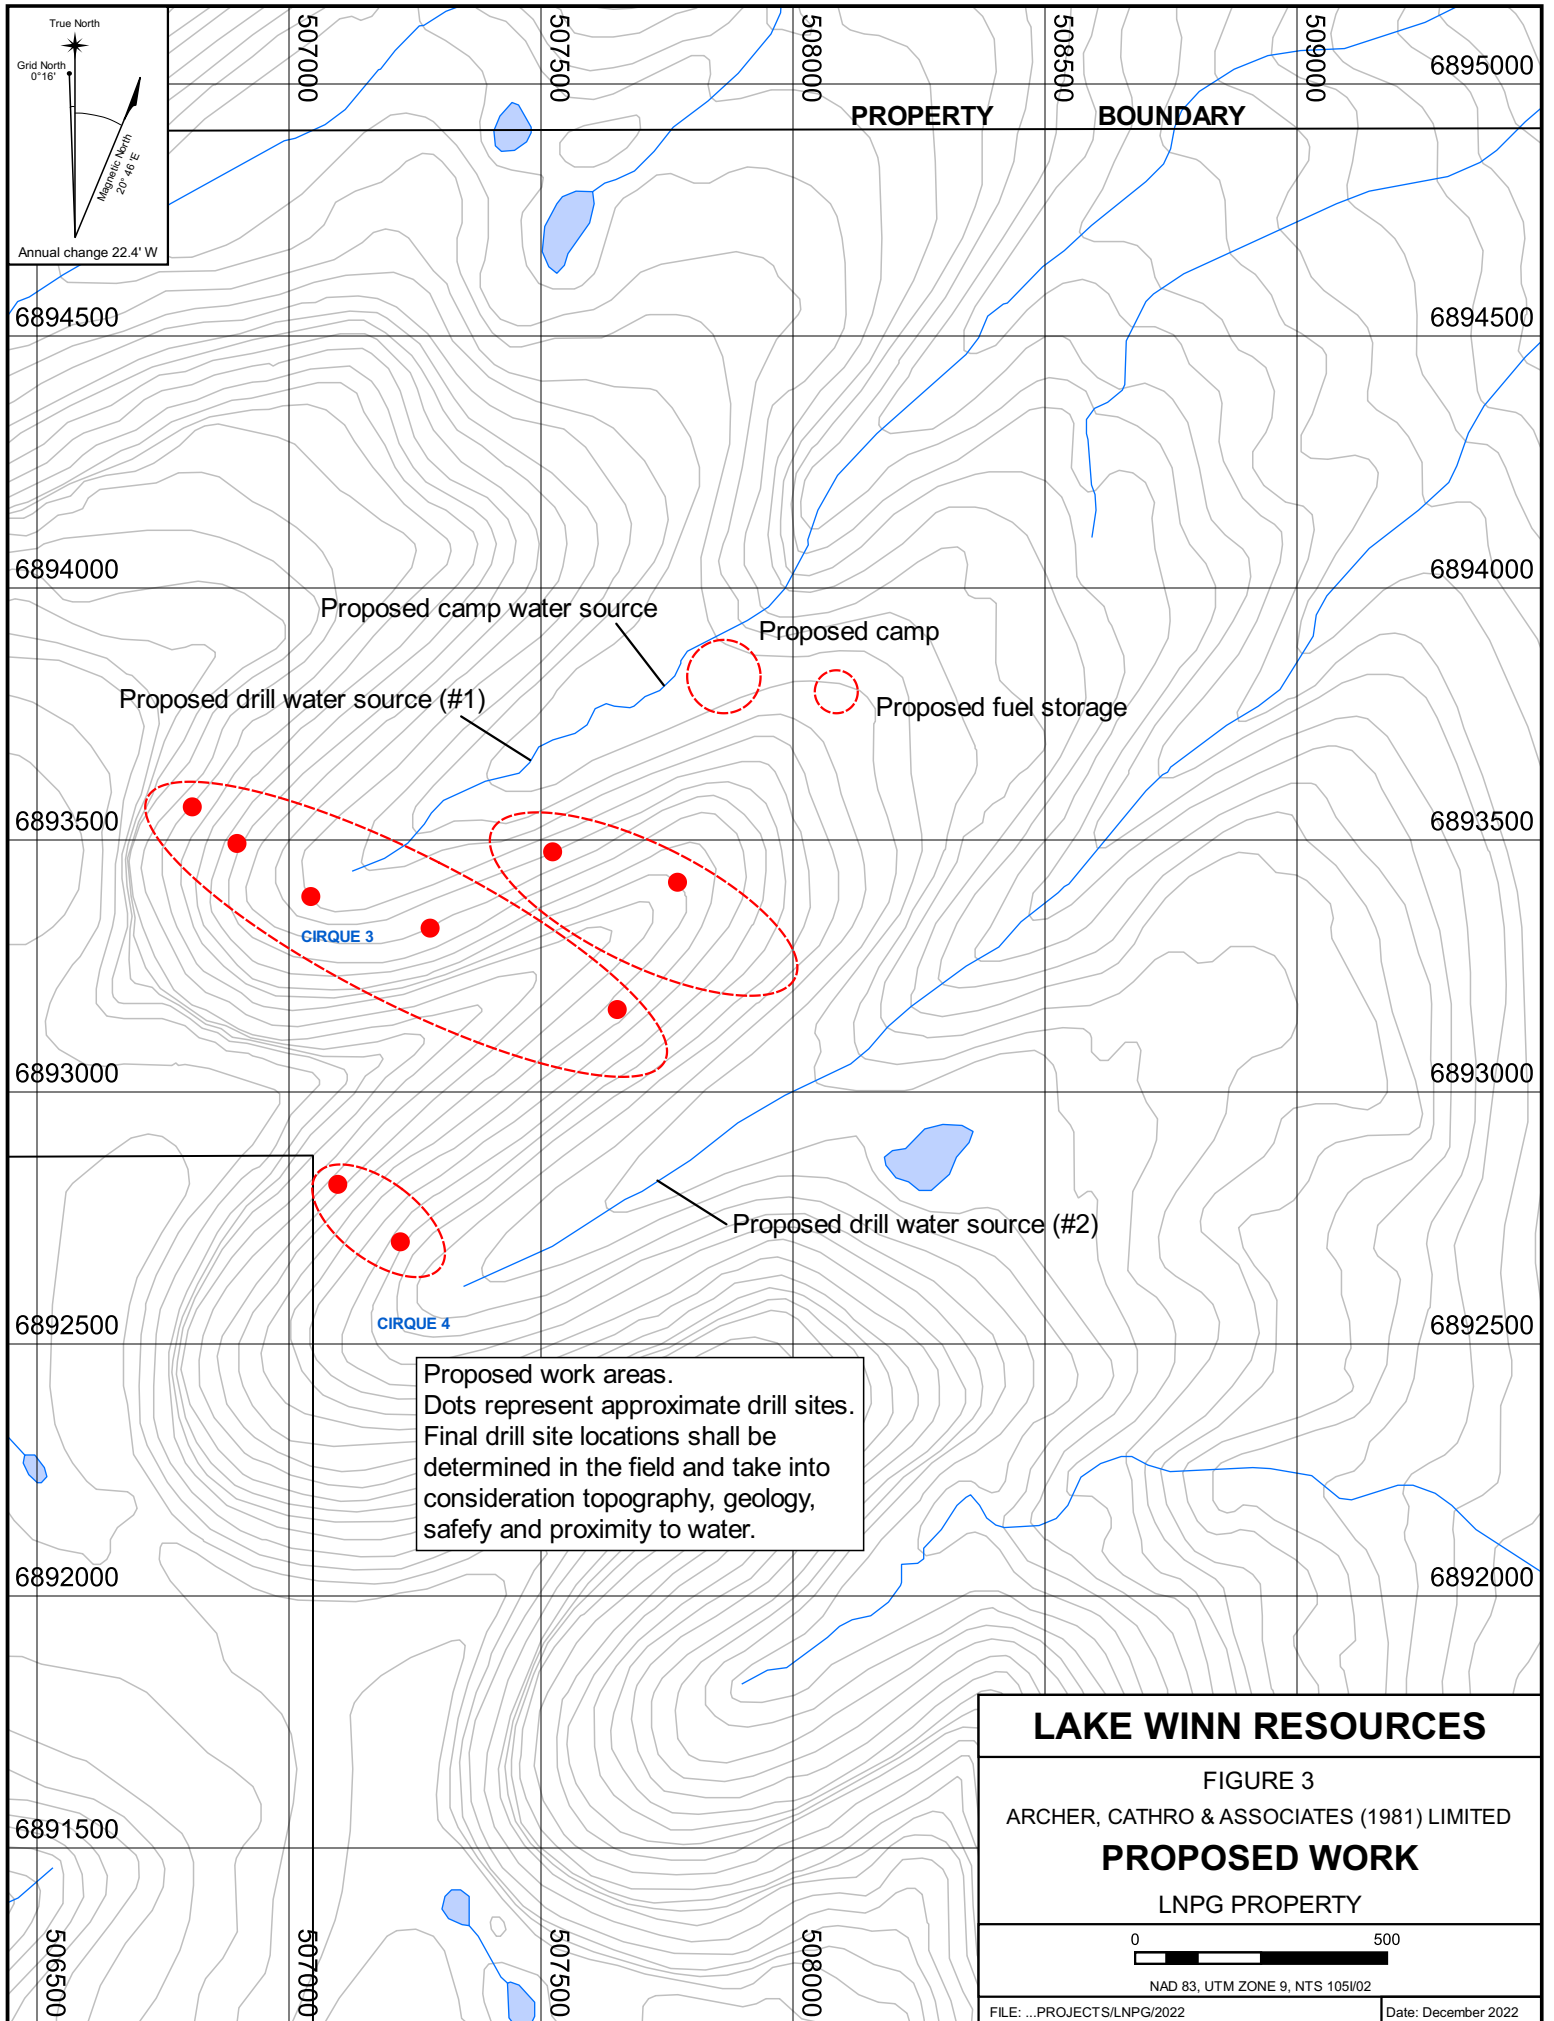 True North
Grid North
0°16'
Magnetic North
20° 46 'E
Annual change 22.4' W
507000
507500
508000
508500
509000
6895000
PROPERTY BOUNDARY
6894500
6894500
6894000
6894000
Proposed camp water source
Proposed camp
Proposed drill water source (#1)
Proposed fuel storage
6893500
6893500
CIRQUE 3
6893000
6893000
Proposed drill water source (#2)
6892500
6892500
CIRQUE 4
Proposed work areas.
Dots represent approximate drill sites.
Final drill site locations shall be
determined in the field and take into
consideration topography, geology,
safefy and proximity to water.
6892000
6892000
6891500
506500
507000
507500
508000
LAKE WINN RESOURCES
FIGURE 3
ARCHER, CATHRO & ASSOCIATES (1981) LIMITED
PROPOSED WORK
LNPG PROPERTY
0 500
NAD 83, UTM ZONE 9, NTS 105I/02
FILE: ...PROJECTS/LNPG/2022
Date: December 2022